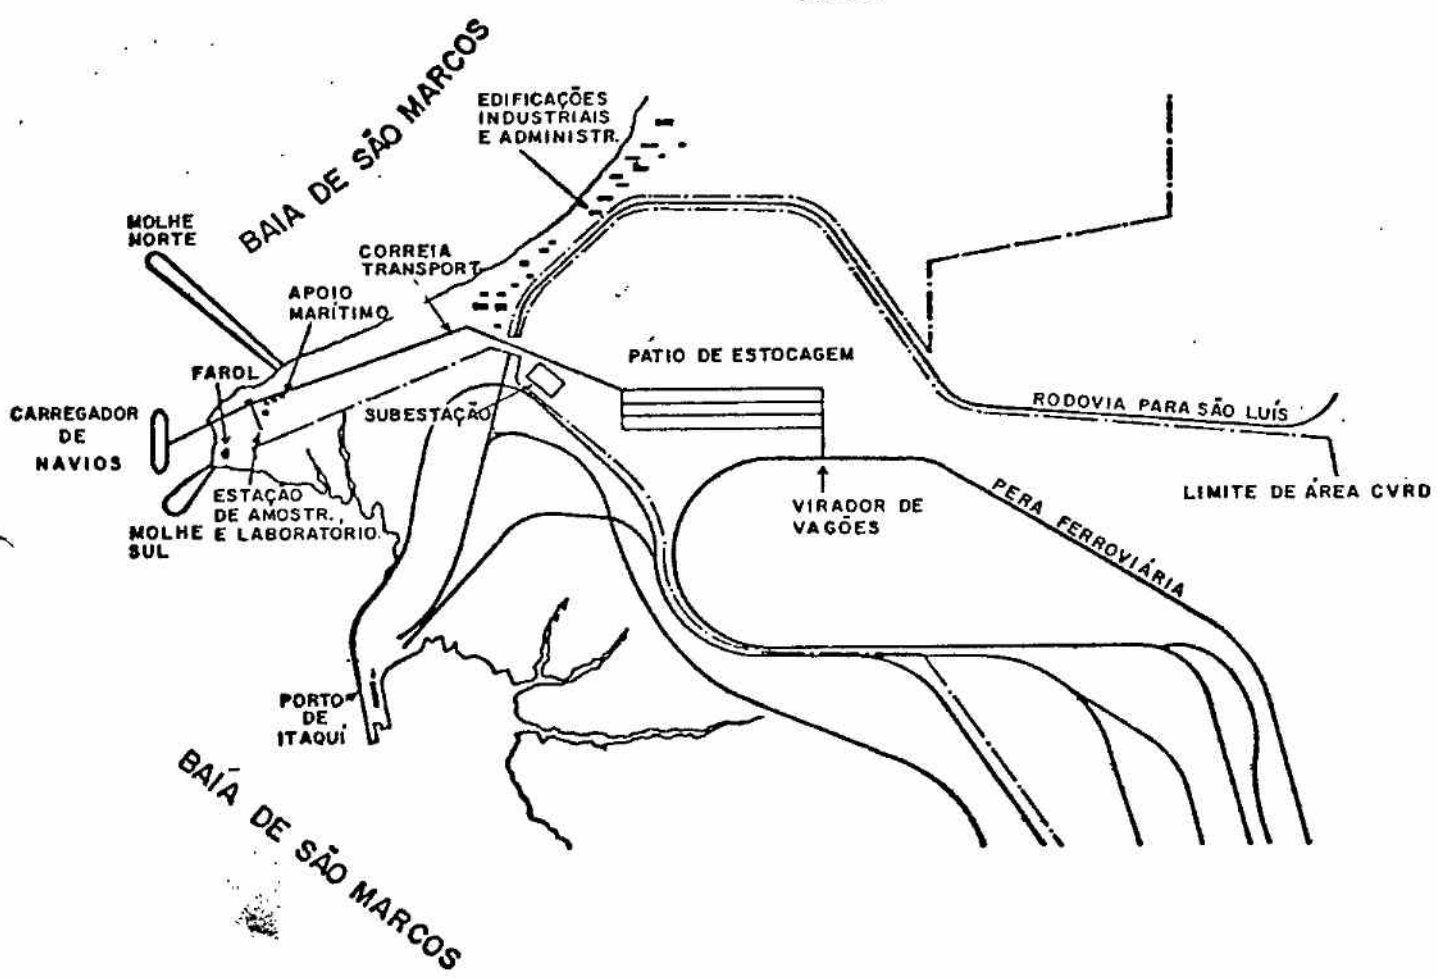 BAIA DE SÃO MARCOS
EDIFICAÇÕES
INDUSTRIAIS
E ADMINISTR.
MOLHE
NORTE
CORREIA
TRANSPORT.
APOIO
MARÍTIMO
FAROL
CARREGADOR
DE
NAVIOS
SUBESTAÇÃO
ESTAÇÃO
DE AMOSTR.,
E LABORATORIO.
MOLHE
SUL
PÁTIO DE ESTOCAGEM
RODOVIA PARA SÃO LUÍS
LIMITE DE ÁREA CVRD
VIRADOR DE
VAGÕES
PERA FERROVIÁRIA
PORTO
DE
ITAQUÍ
BAÍA DE SÃO MARCOS